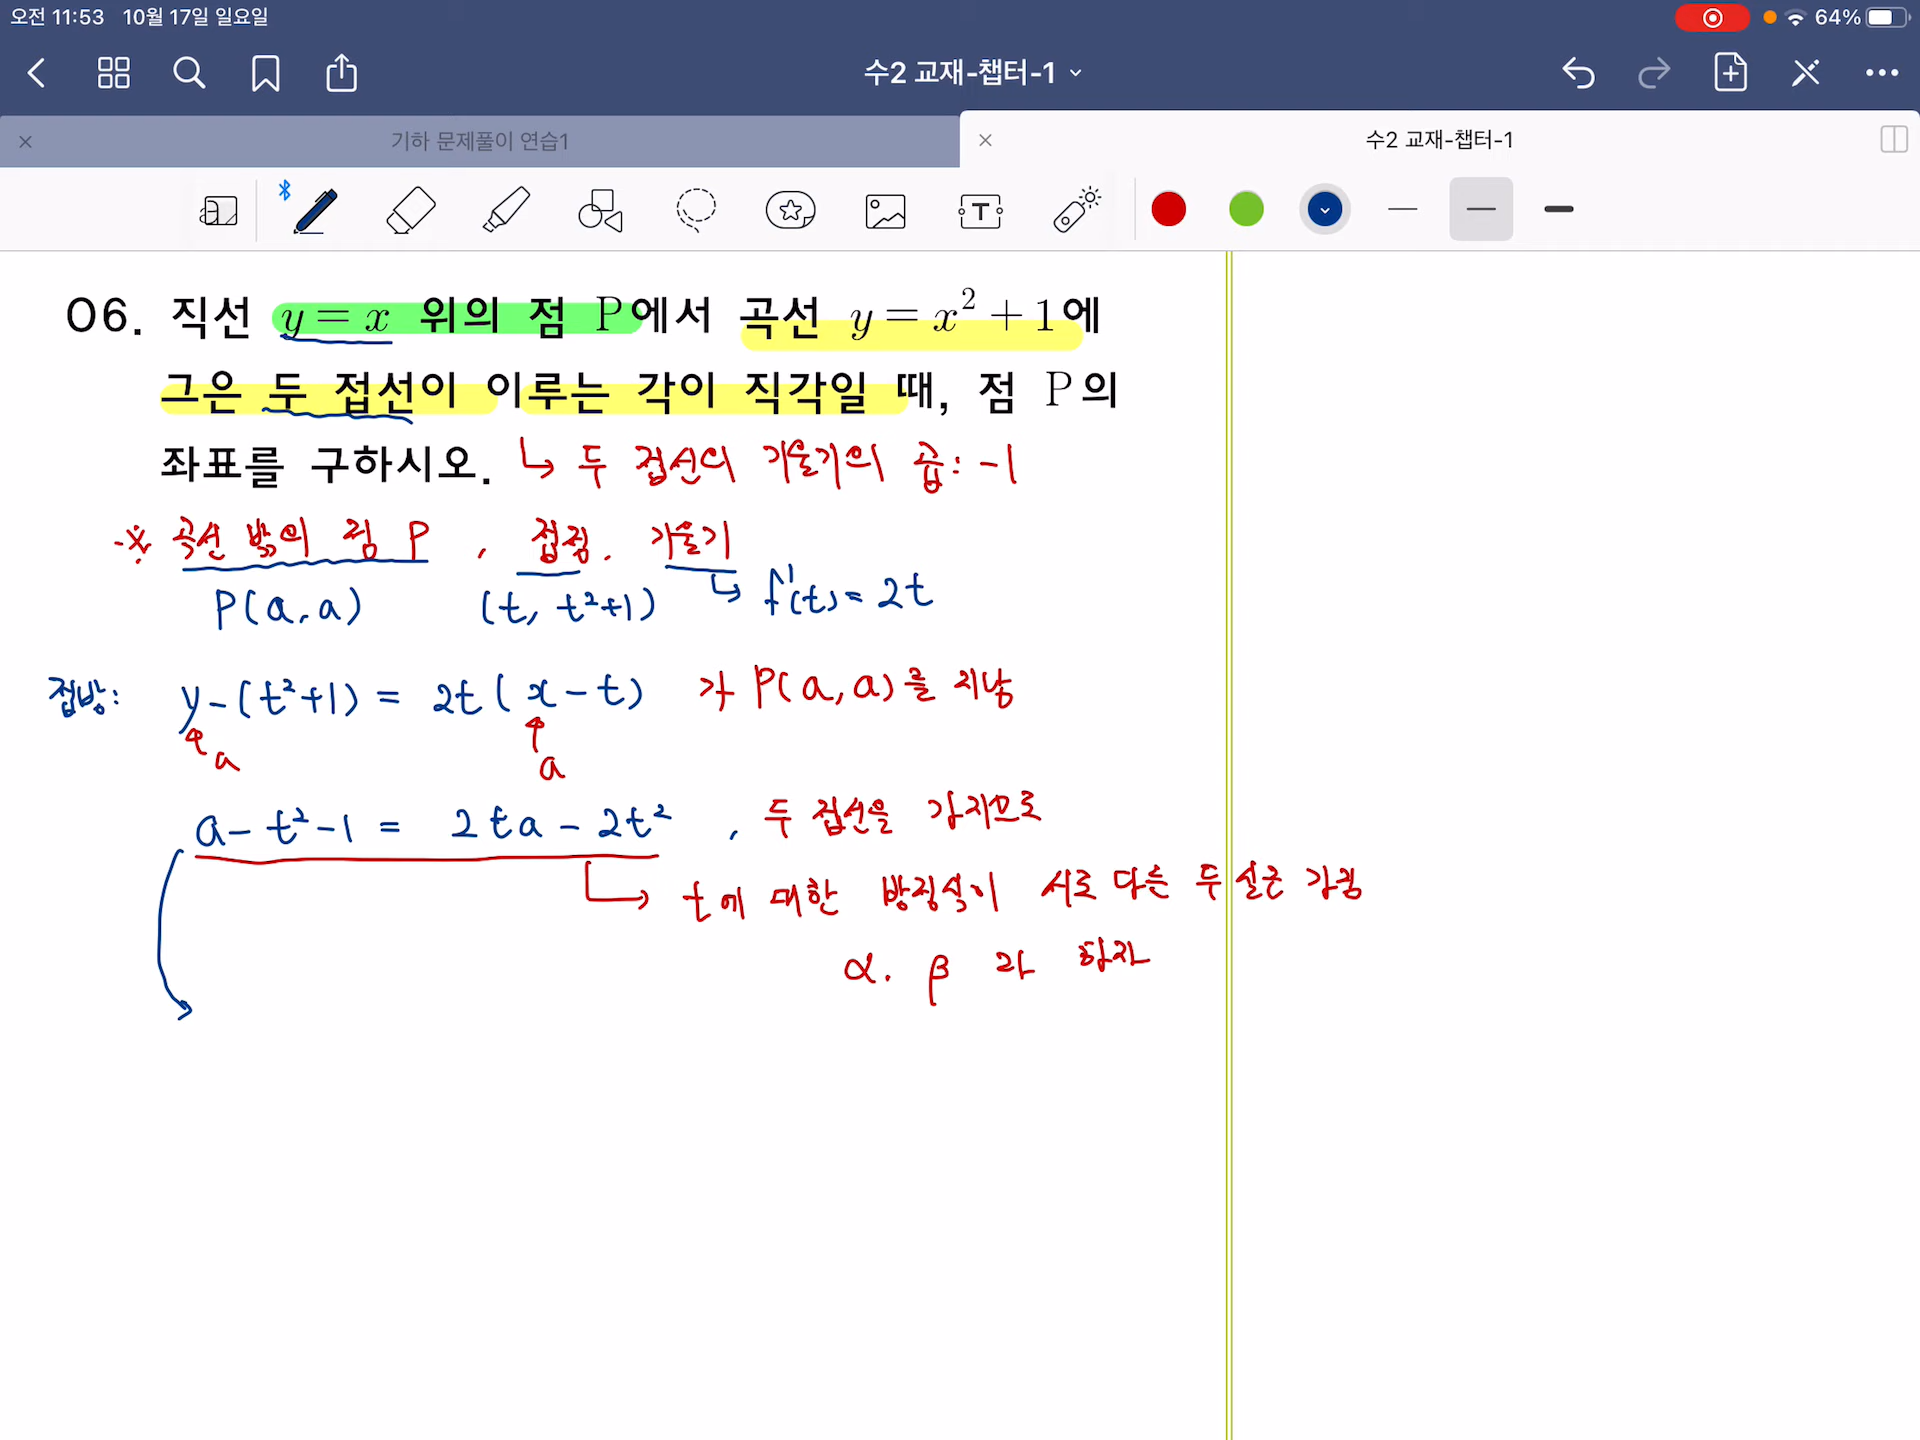 오전 11:53 10월 17일 일요일
64%
수2 교재-챕터-1
기하 문제풀이 연습1
수2 교재-챕터-1
06. 직선 y = x 위의 점 P에서 곡선 y = x² + 1에
그은 두 접선이 이루는 각이 직각일 때, 점 P의
좌표를 구하시오. ↳ 두 접선의 기울기의 곱: -1
※ 곡선 밖의 점 P , 접점. 기울기
P(a, a) (t, t²+1) ↳ f'(t) = 2t
접방: y-(t²+1) = 2t(x-t) 가 P(a, a)를 지남
a a
a-t²-1 = 2ta-2t² , 두 접선을 가지므로
t에 대한 방정식이 서로 다른 두 실근 가짐
α. β 라 하자